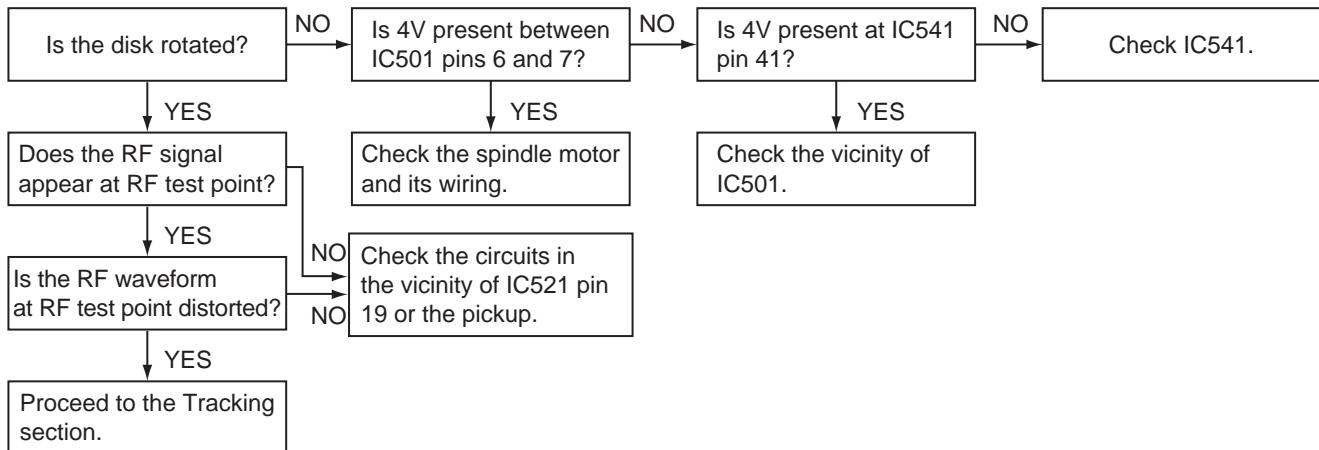 Is the disk rotated?
NO
Is 4V present between
IC501 pins 6 and 7?
NO
Is 4V present at IC541
pin 41?
NO
Check IC541.
YES
YES
YES
Does the RF signal
appear at RF test point?
Check the spindle motor
and its wiring.
Check the vicinity of
IC501.
YES
NO
Is the RF waveform
at RF test point distorted?
NO
Check the circuits in
the vicinity of IC521 pin
19 or the pickup.
YES
Proceed to the Tracking
section.